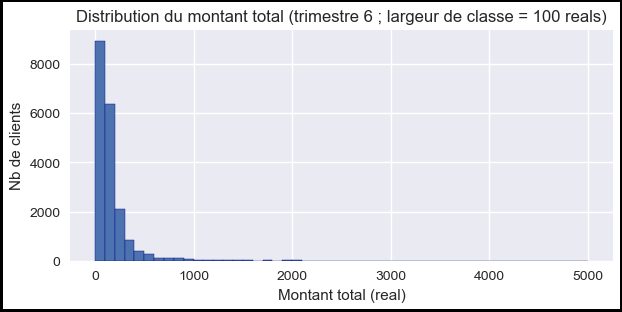 Distribution du montant total (trimestre 6 ; largeur de classe = 100 reals)
8000
6000
4000
2000
0
Nb de clients
0 1000 2000 3000 4000 5000
Montant total (real)